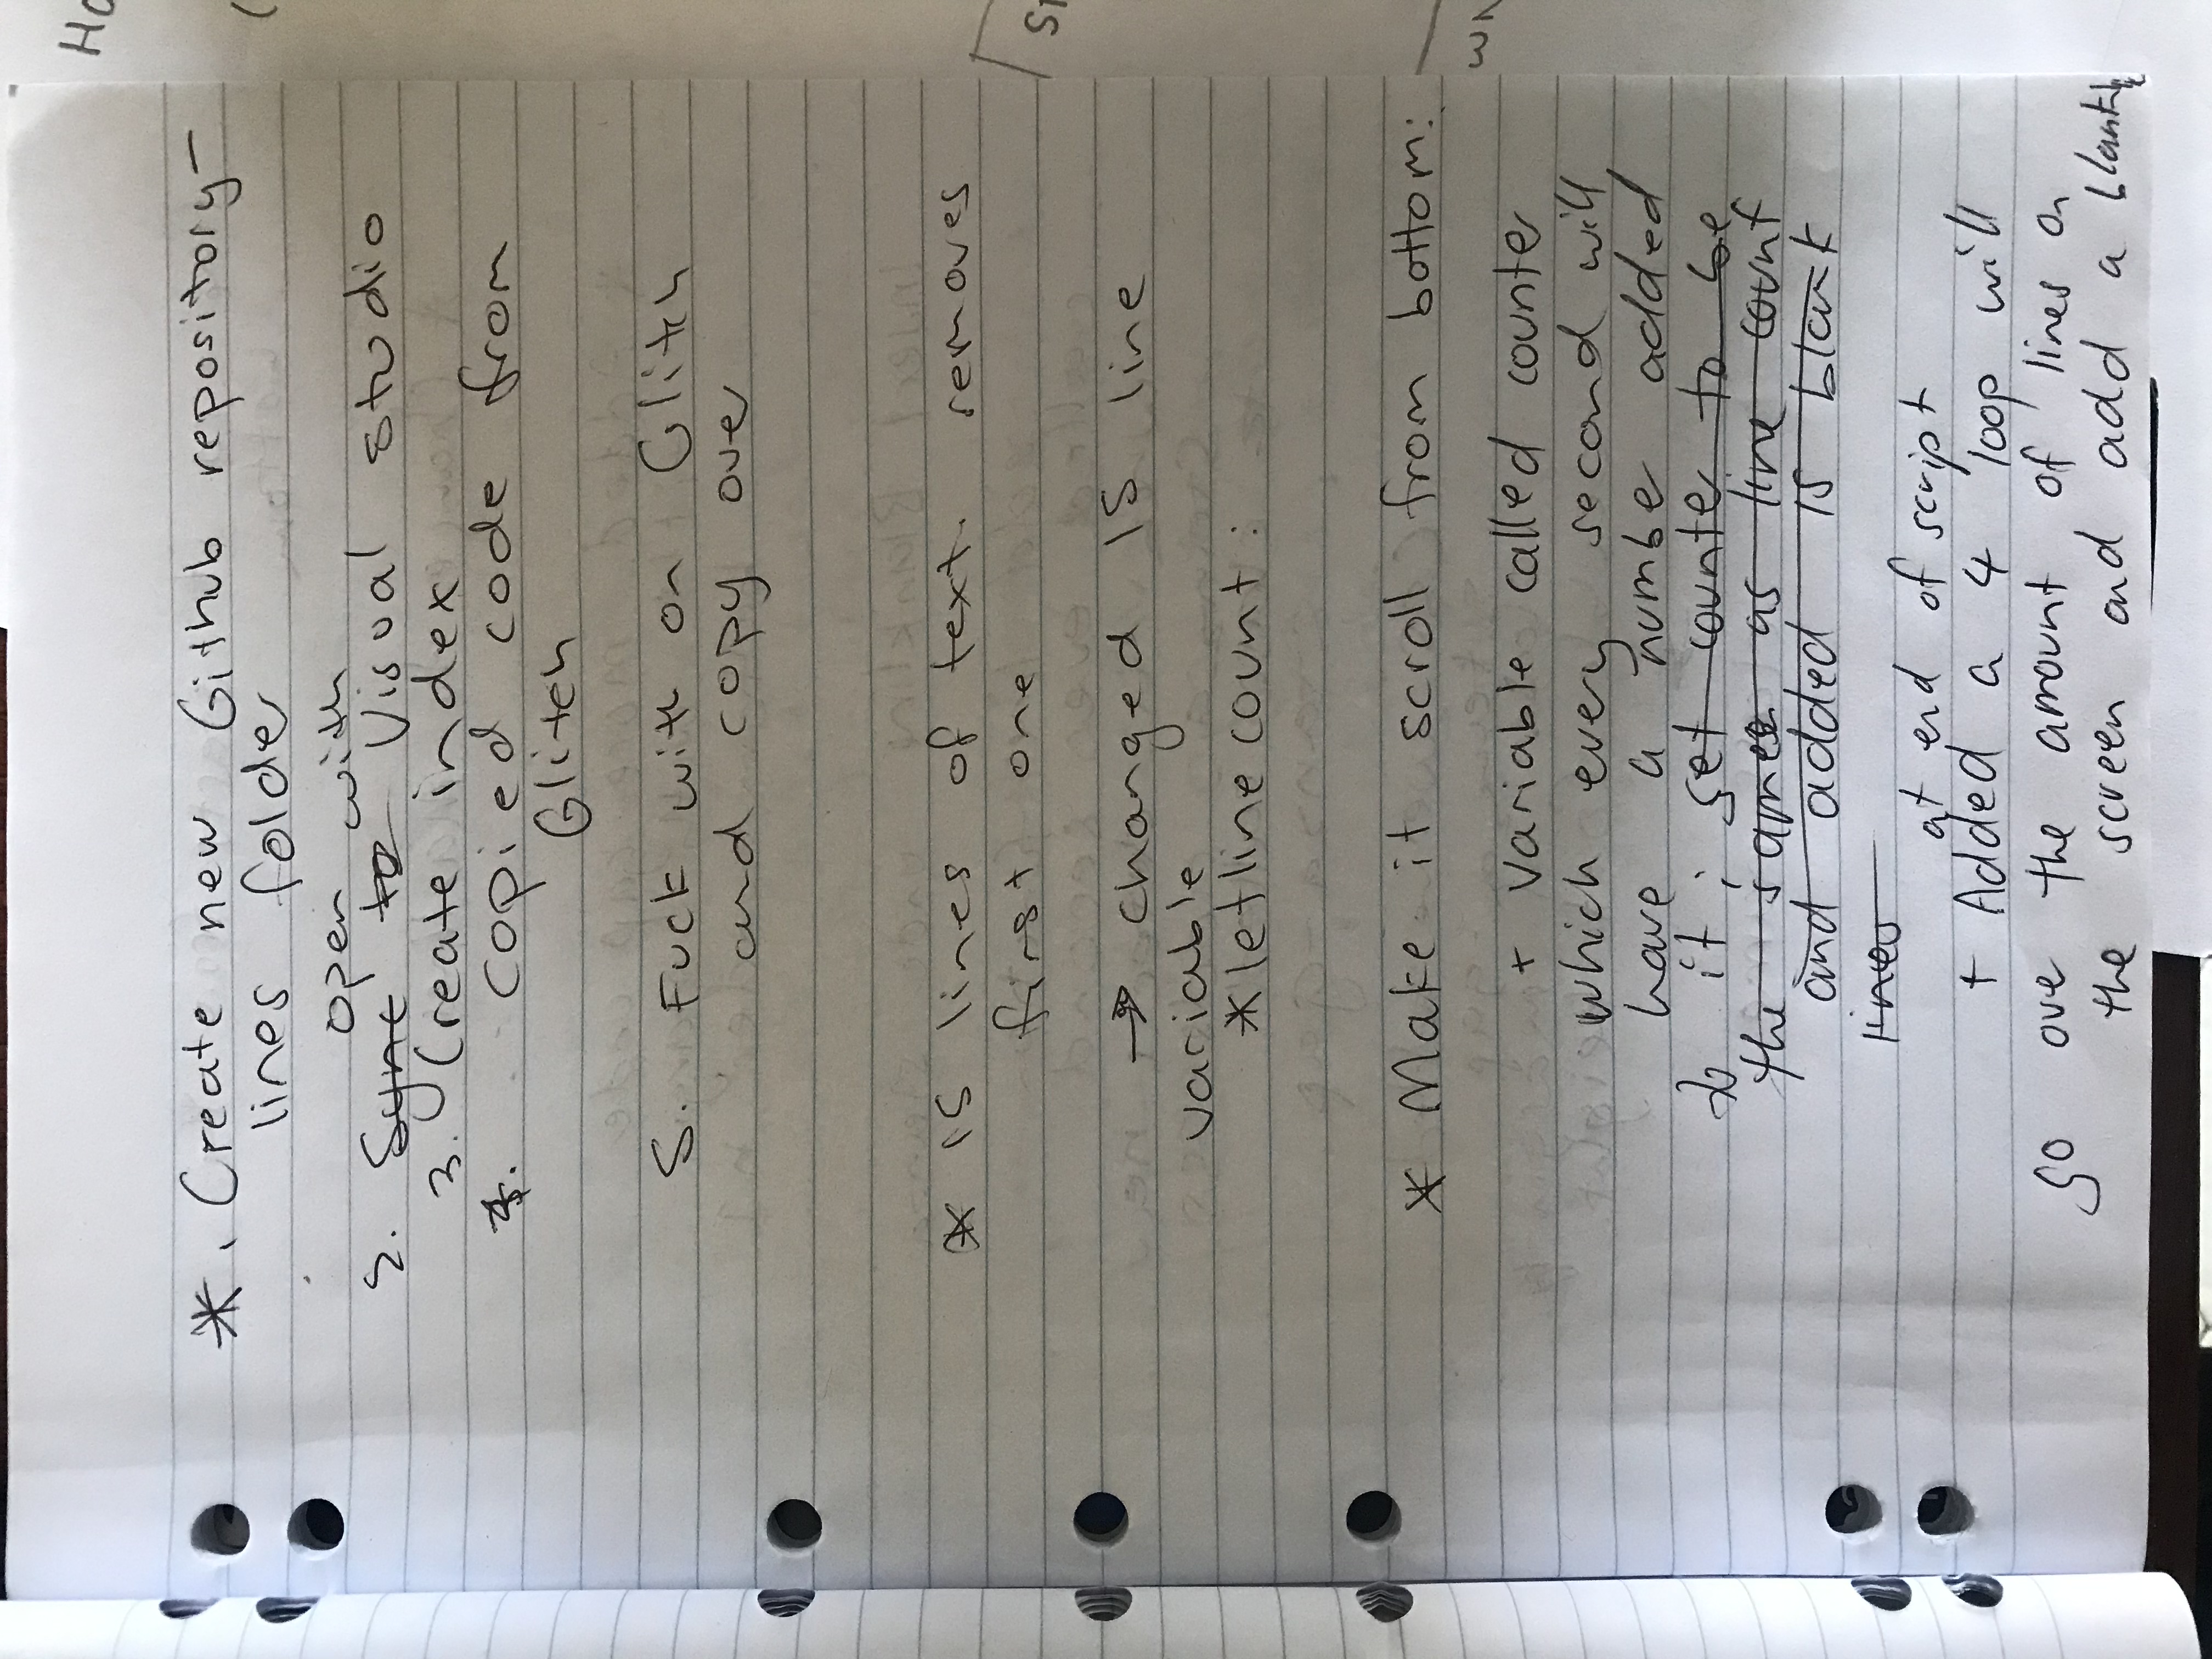 *. Create new Github repository-
lines folder
open with
2. Sync to Visual studio
3. Create index
4. copied code from
Glitch
5. Fuck with on Glitch
and copy over
* 15 lines of text. removes
first one
→ changed 15 line
variable
* let line count :
* Make it scroll from bottom:
+ Variable called counter
which every second will
have a number added
to it ; set counter to be
the same as line count
and added 15 blank
lines
at end of script
+ Added a 4 loop will
go over the amount of lines on
the screen and add a blank
Ho
(
ST